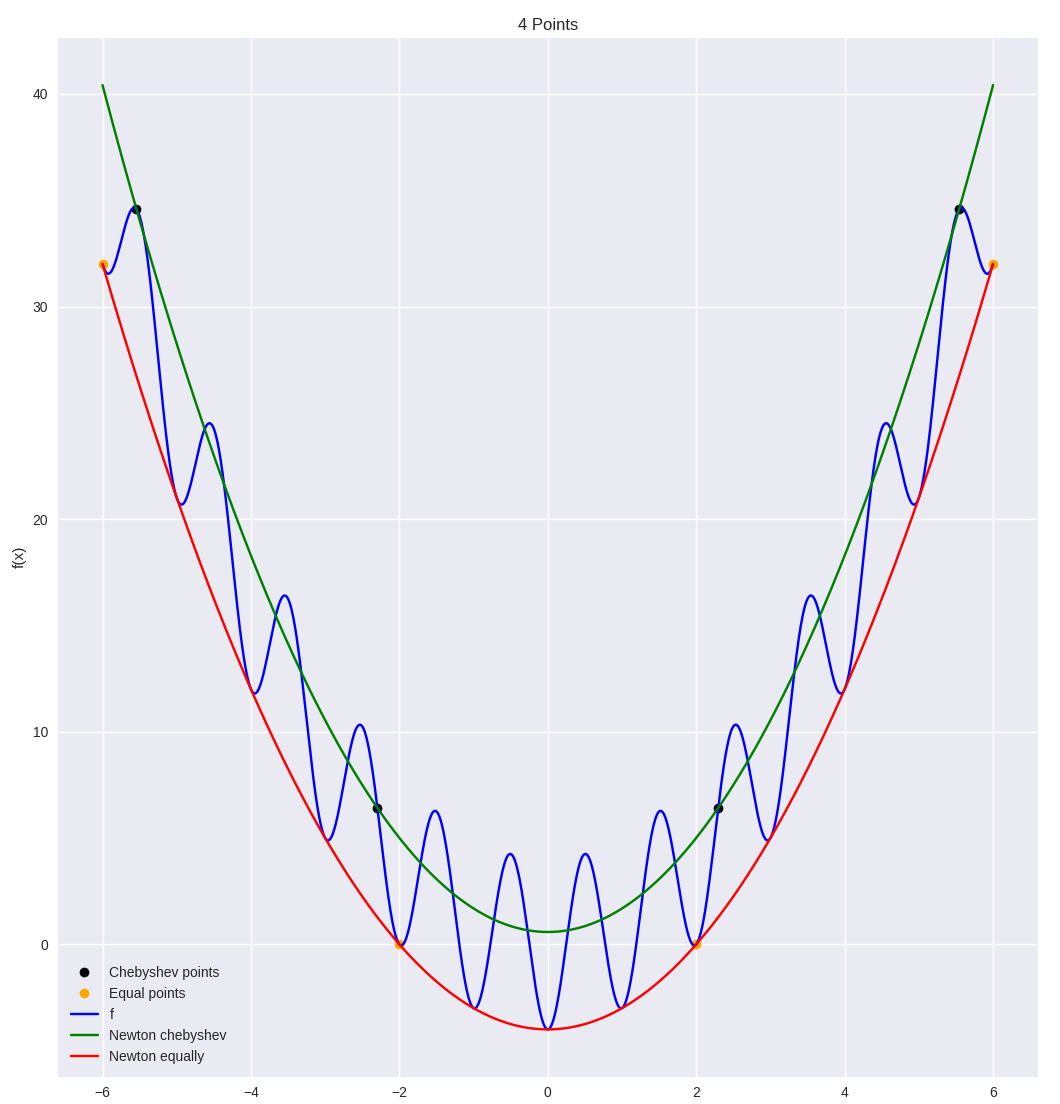 4 Points
40
30
20
10
0
f(x)
Chebyshev points
Equal points
f
Newton chebyshev
Newton equally
−6 −4 −2 0 2 4 6